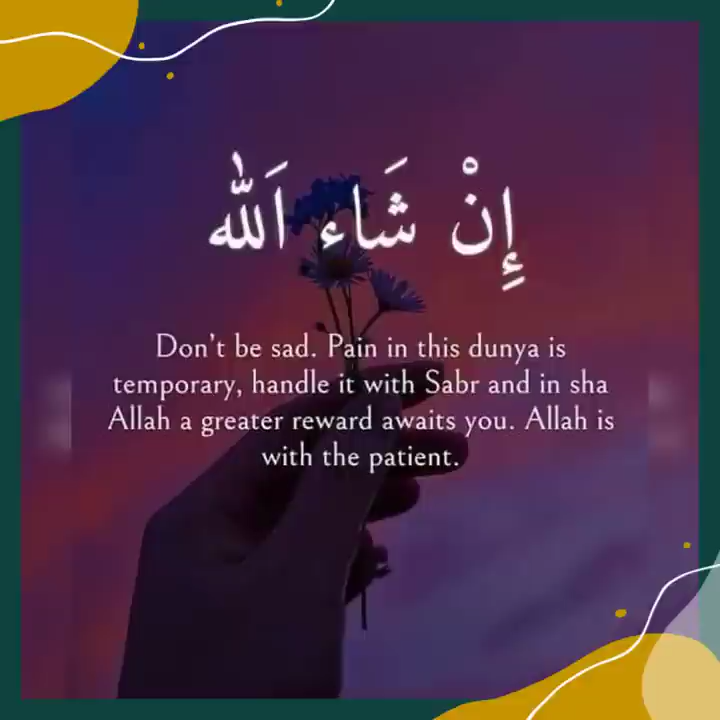 إِنْ شَاء اَللّٰه
Don't be sad. Pain in this dunya is
temporary, handle it with Sabr and in sha
Allah a greater reward awaits you. Allah is
with the patient.